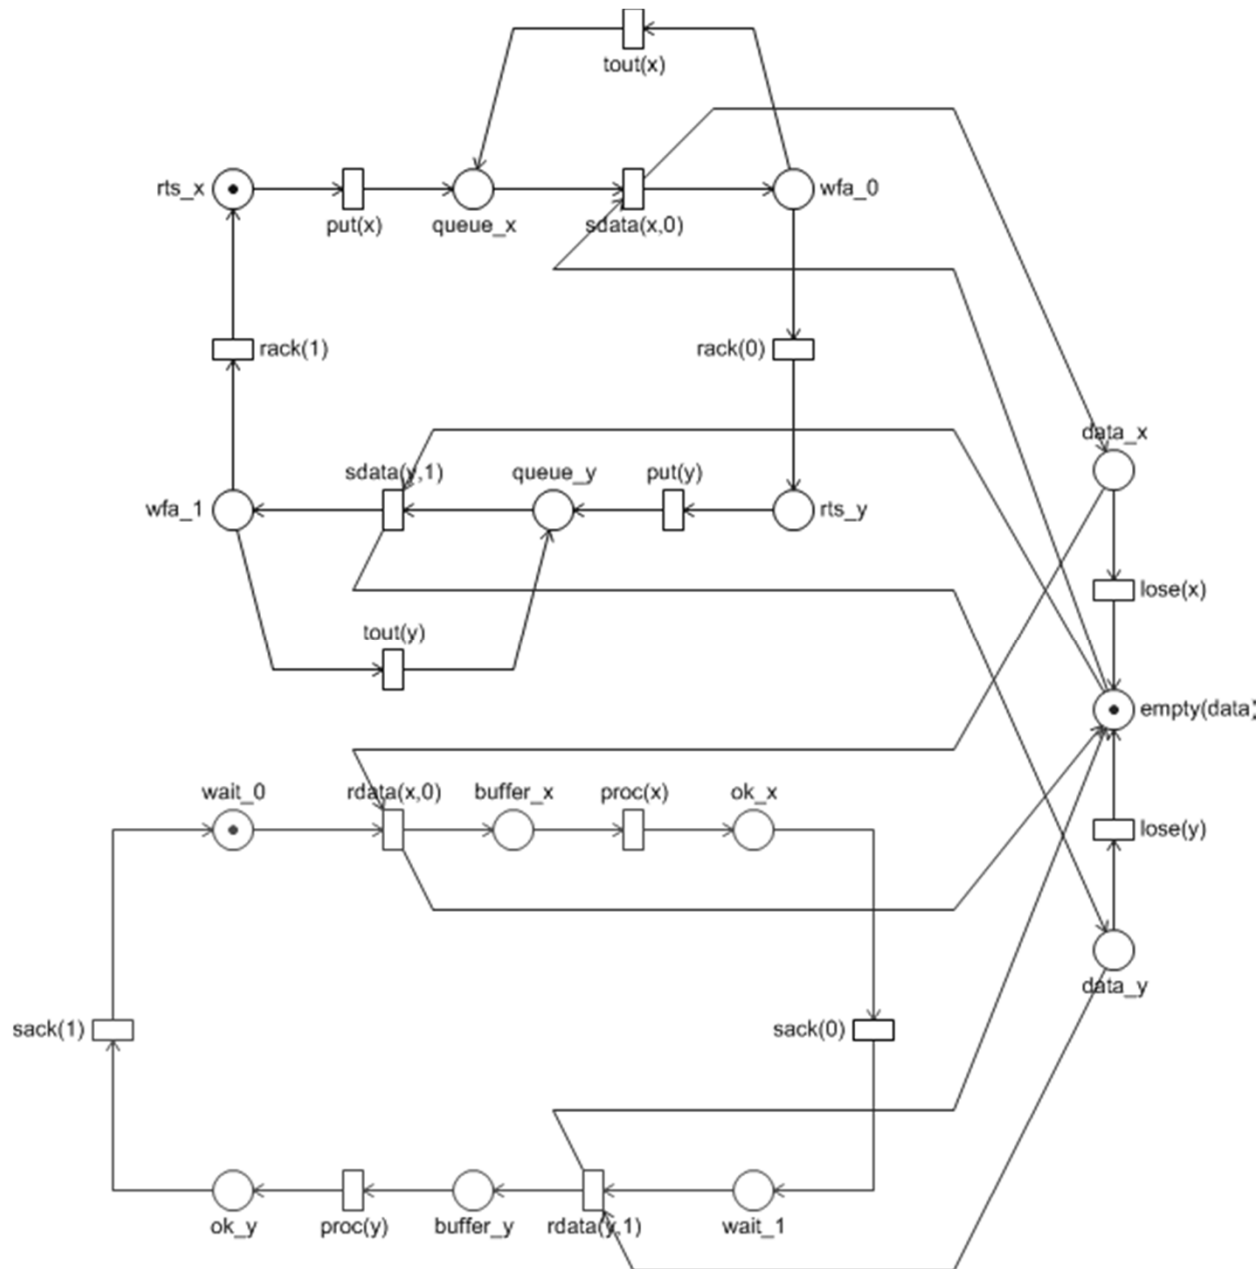 tout(x)
rts_x
put(x)
queue_x
sdata(x,0)
wfa_0
rack(1)
rack(0)
data_x
sdata(y,1)
queue_y
put(y)
wfa_1
rts_y
lose(x)
tout(y)
empty(data)
wait_0
rdata(x,0)
buffer_x
proc(x)
ok_x
lose(y)
data_y
sack(1)
sack(0)
ok_y
proc(y)
buffer_y
rdata(y,1)
wait_1